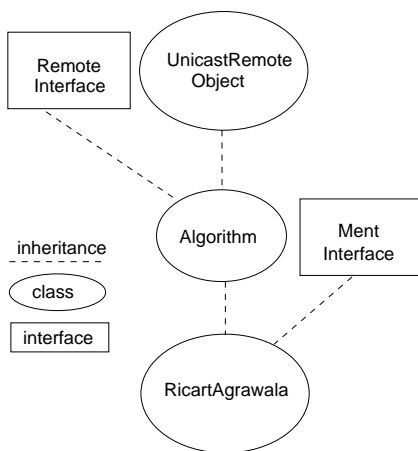 Remote
Interface
UnicastRemote
Object
Algorithm
Ment
Interface
inheritance
class
interface
RicartAgrawala